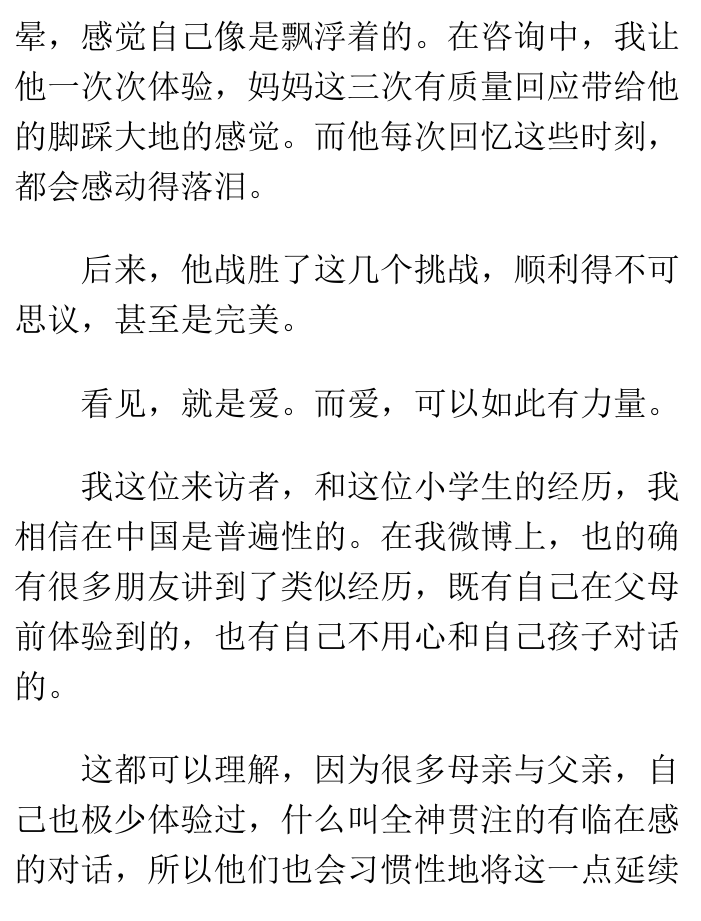 晕，感觉自己像是飘浮着的。在咨询中，我让
他一次次体验，妈妈这三次有质量回应带给他
的脚踩大地的感觉。而他每次回忆这些时刻，
都会感动得落泪。
后来，他战胜了这几个挑战，顺利得不可
思议，甚至是完美。
看见，就是爱。而爱，可以如此有力量。
我这位来访者，和这位小学生的经历，我
相信在中国是普遍性的。在我微博上，也的确
有很多朋友讲到了类似经历，既有自己在父母
前体验到的，也有自己不用心和自己孩子对话
的。
这都可以理解，因为很多母亲与父亲，自
己也极少体验过，什么叫全神贯注的有临在感
的对话，所以他们也会习惯性地将这一点延续